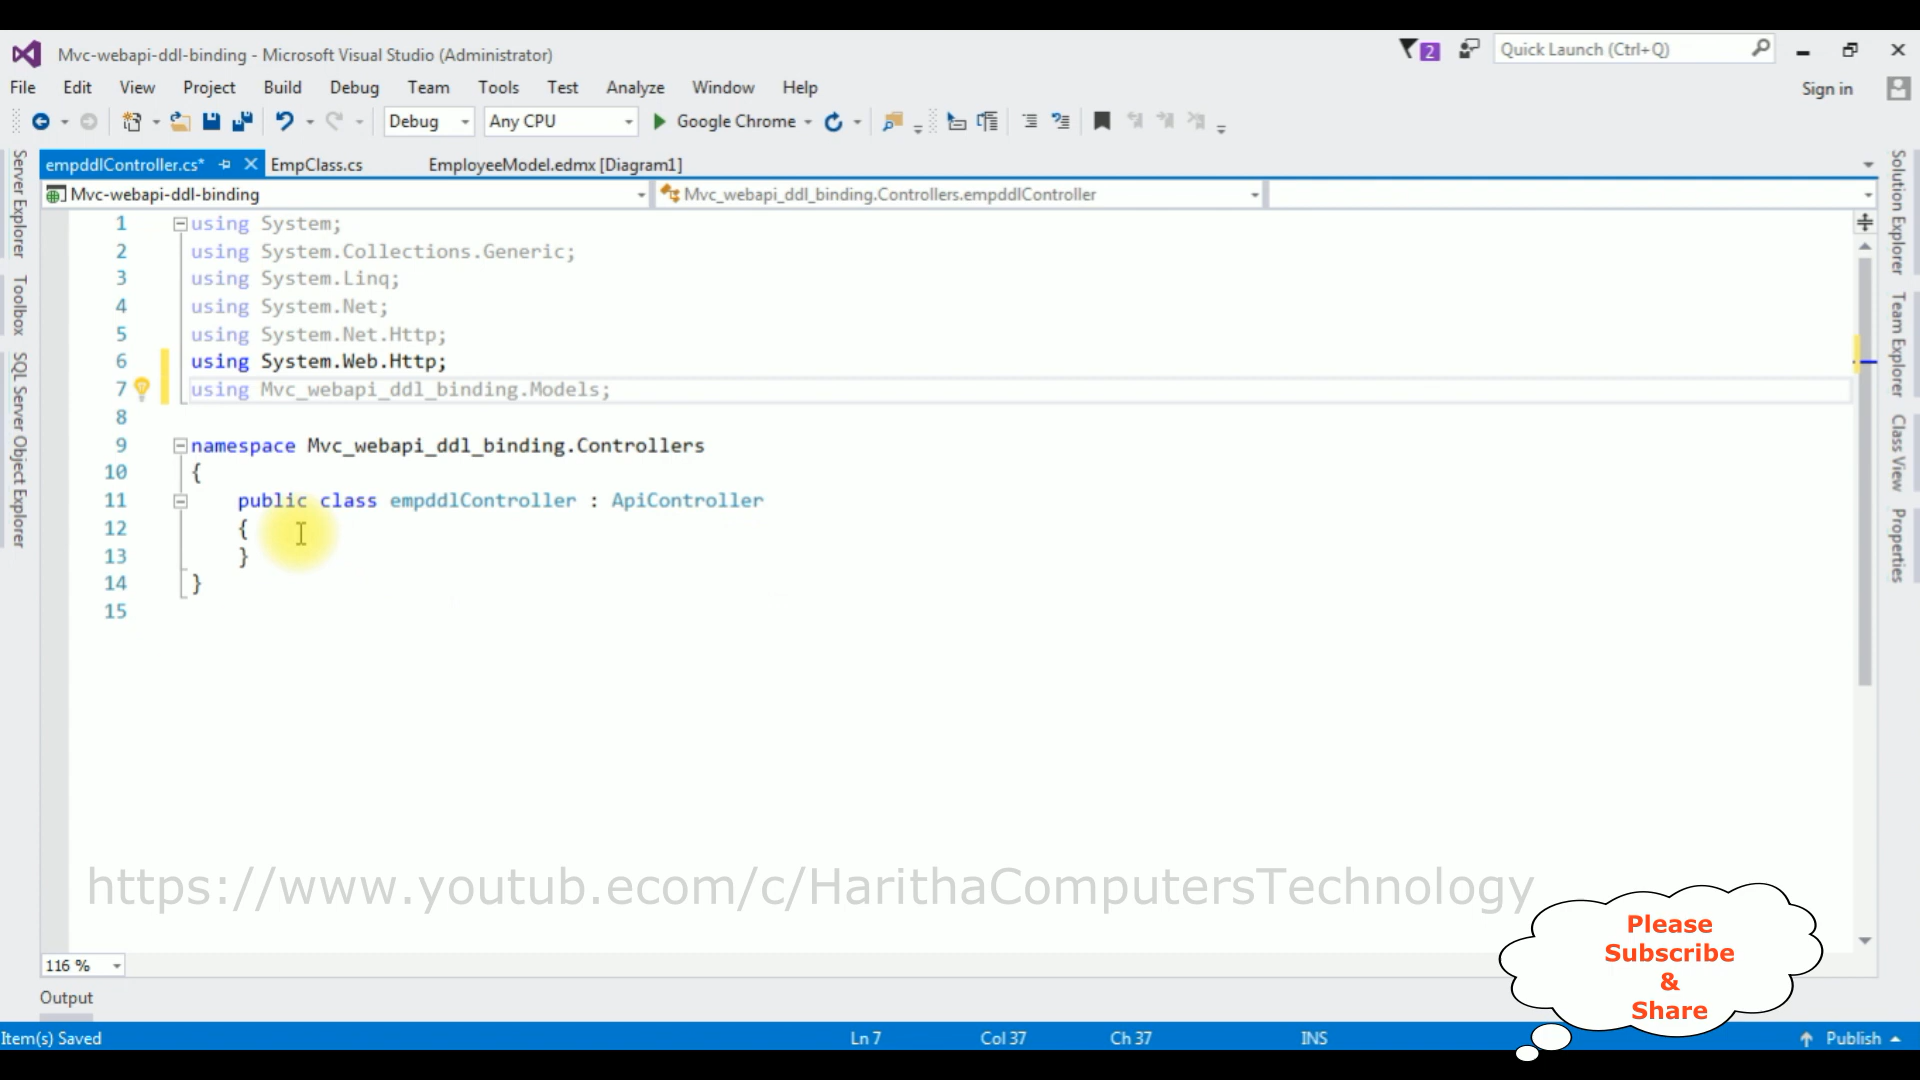 Mvc-webapi-ddl-binding - Microsoft Visual Studio (Administrator)
2
Quick Launch (Ctrl+Q)
File Edit View Project Build Debug Team Tools Test Analyze Window Help
Sign in
Debug Any CPU Google Chrome
empddlController.cs* EmpClass.cs EmployeeModel.edmx [Diagram1]
Mvc-webapi-ddl-binding Mvc_webapi_ddl_binding.Controllers.empddlController
Server Explorer
Toolbox
SQL Server Object Explorer
1 using System;
2 using System.Collections.Generic;
3 using System.Linq;
4 using System.Net;
5 using System.Net.Http;
6 using System.Web.Http;
7 using Mvc_webapi_ddl_binding.Models;
8
9 namespace Mvc_webapi_ddl_binding.Controllers
10 {
11 public class empddlController : ApiController
12 {
13 }
14 }
15
Solution Explorer
Team Explorer
Class View
Properties
https://www.youtub.ecom/c/HarithaComputersTechnology
Please
Subscribe
&
Share
116 %
Output
Item(s) Saved Ln 7 Col 37 Ch 37 INS Publish